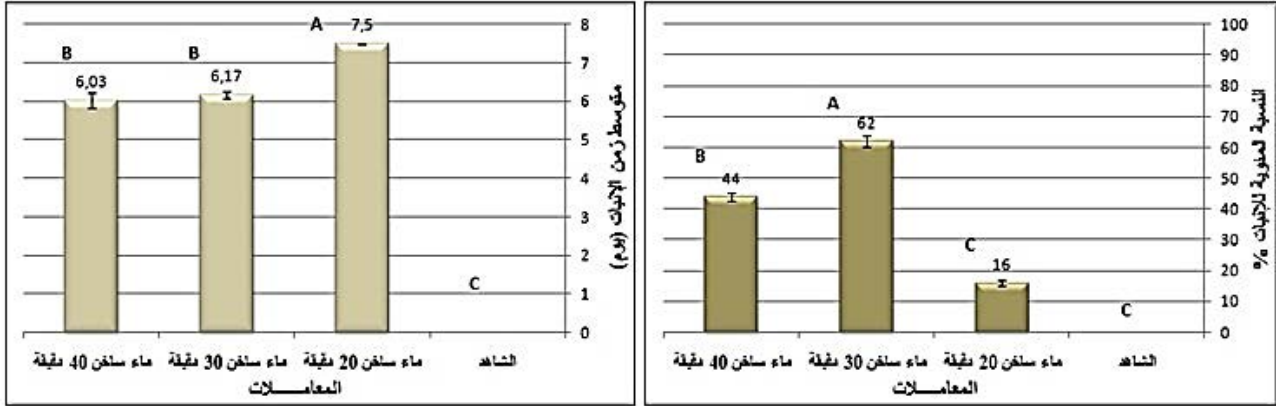 متوسط زمن الإنبات (يوم)
8
7
6
5
4
3
2
1
0
C
A
7,5
B
6,17
B
6,03
الشاهد
ماء ساخن 20 دقيقة
ماء ساخن 30 دقيقة
ماء ساخن 40 دقيقة
المعامـــــلات
النسبة المئوية للإنبات %
100
90
80
70
60
50
40
30
20
10
0
C
C
16
A
62
B
44
الشاهد
ماء ساخن 20 دقيقة
ماء ساخن 30 دقيقة
ماء ساخن 40 دقيقة
المعامـــــلات